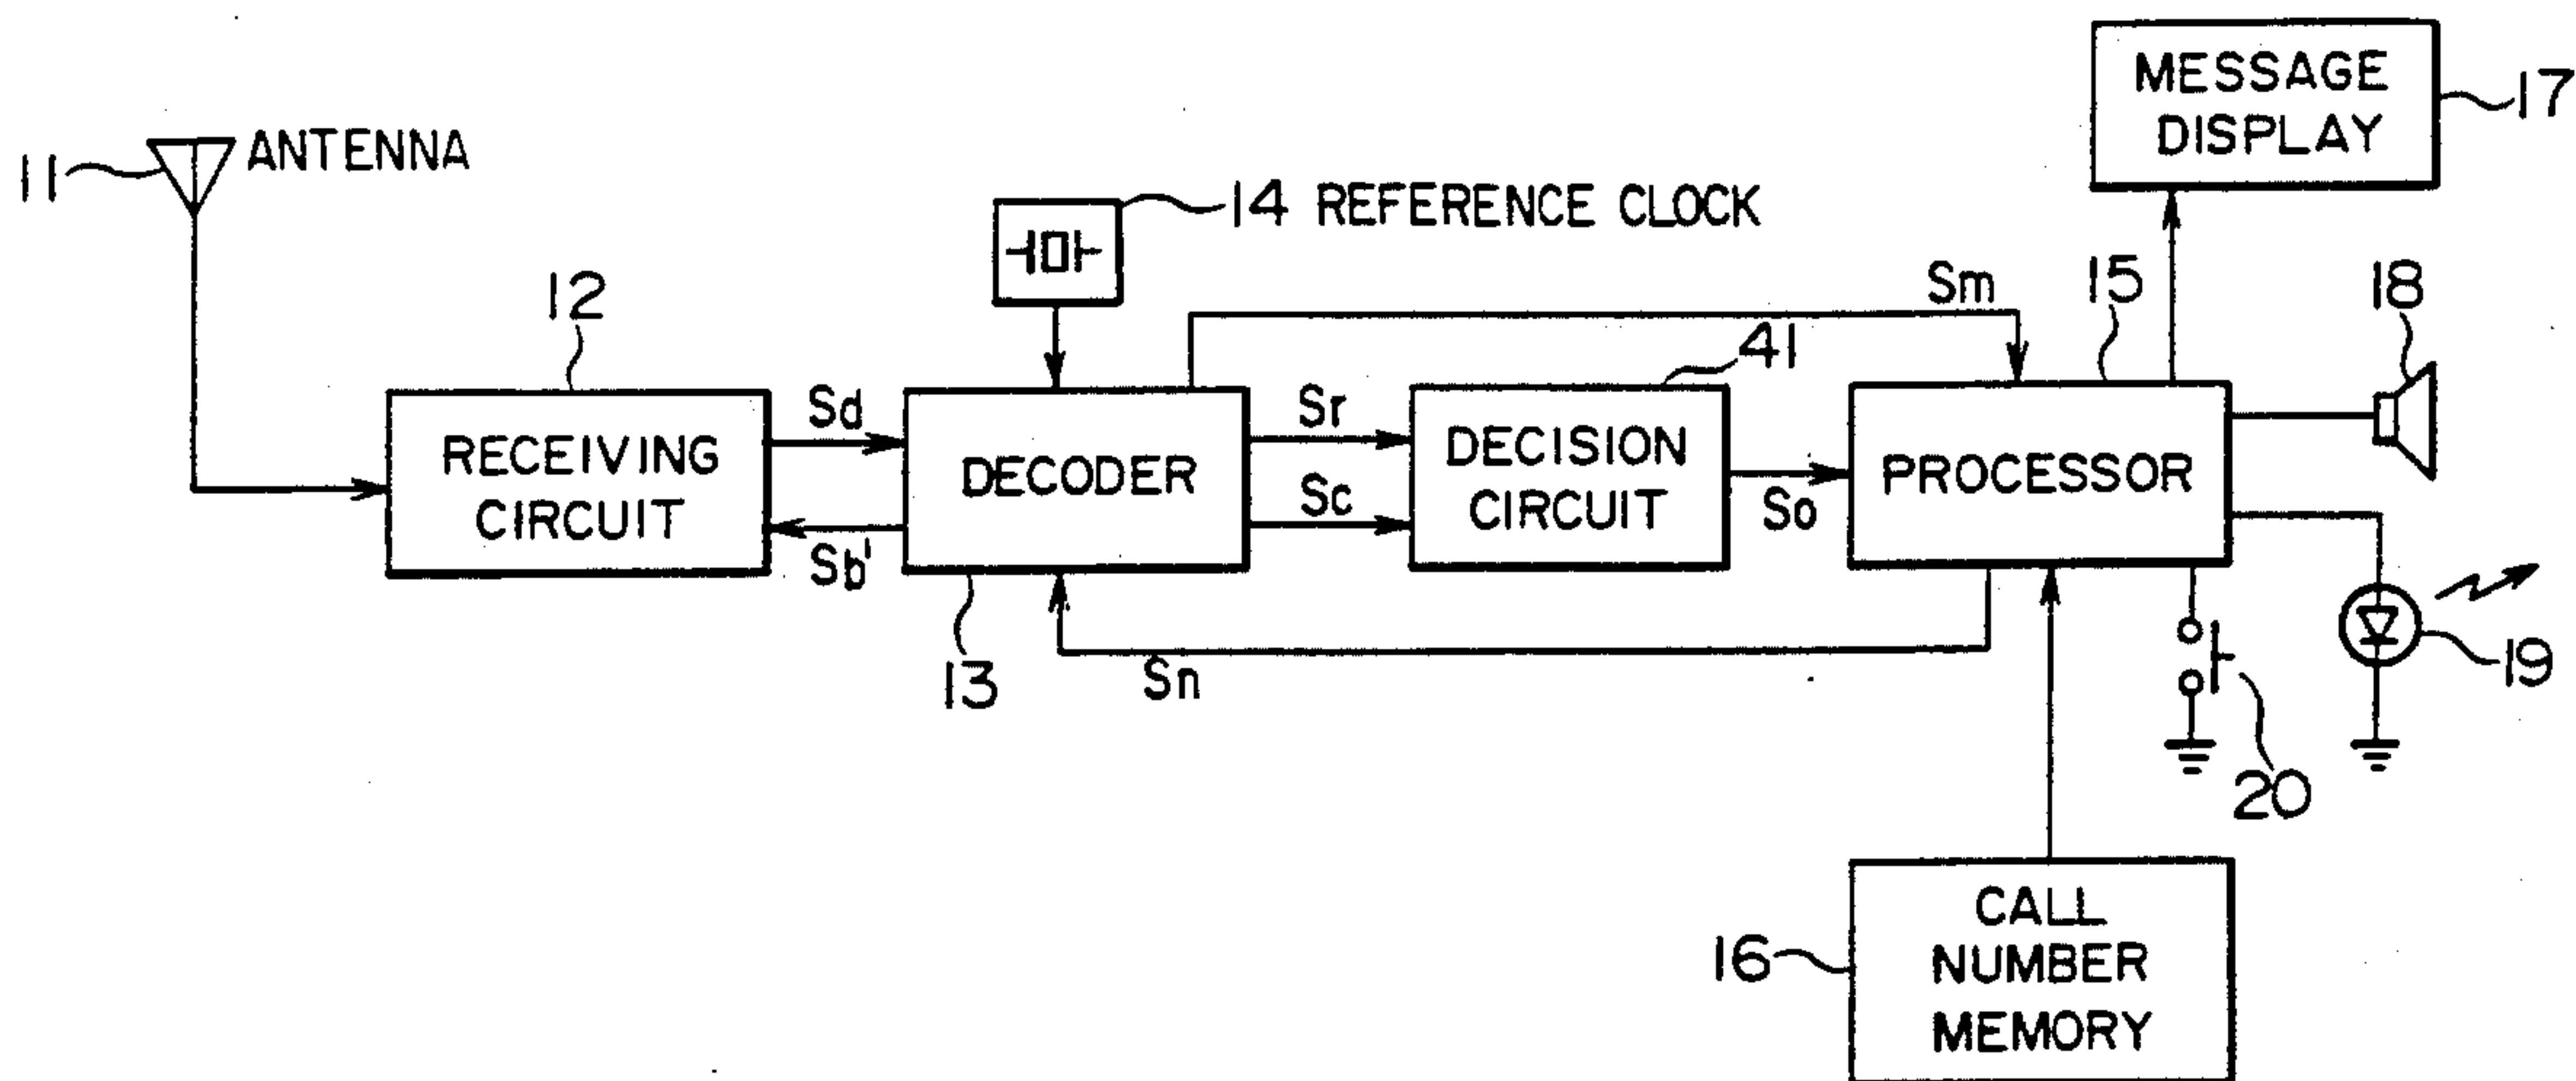 MESSAGE
DISPLAY
17
11
ANTENNA
14 REFERENCE CLOCK
12
Sm
15
18
41
RECEIVING
CIRCUIT
Sd
Sb'
DECODER
Sr
Sc
DECISION
CIRCUIT
So
PROCESSOR
13
Sn
19
20
16
CALL
NUMBER
MEMORY